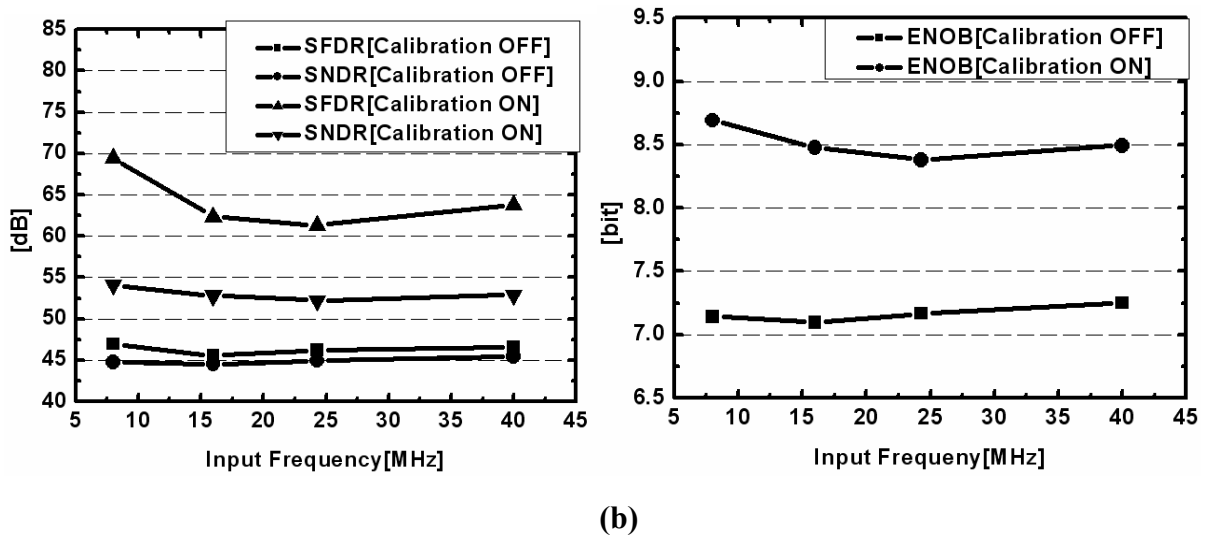 85
80
75
70
65
60
55
50
45
40
[dB]
SFDR[Calibration OFF]
SNDR[Calibration OFF]
SFDR[Calibration ON]
SNDR[Calibration ON]
5 10 15 20 25 30 35 40 45
Input Frequency[MHz]
9.5
9.0
8.5
8.0
7.5
7.0
6.5
[bit]
ENOB[Calibration OFF]
ENOB[Calibration ON]
5 10 15 20 25 30 35 40 45
Input Frequeny[MHz]
(b)